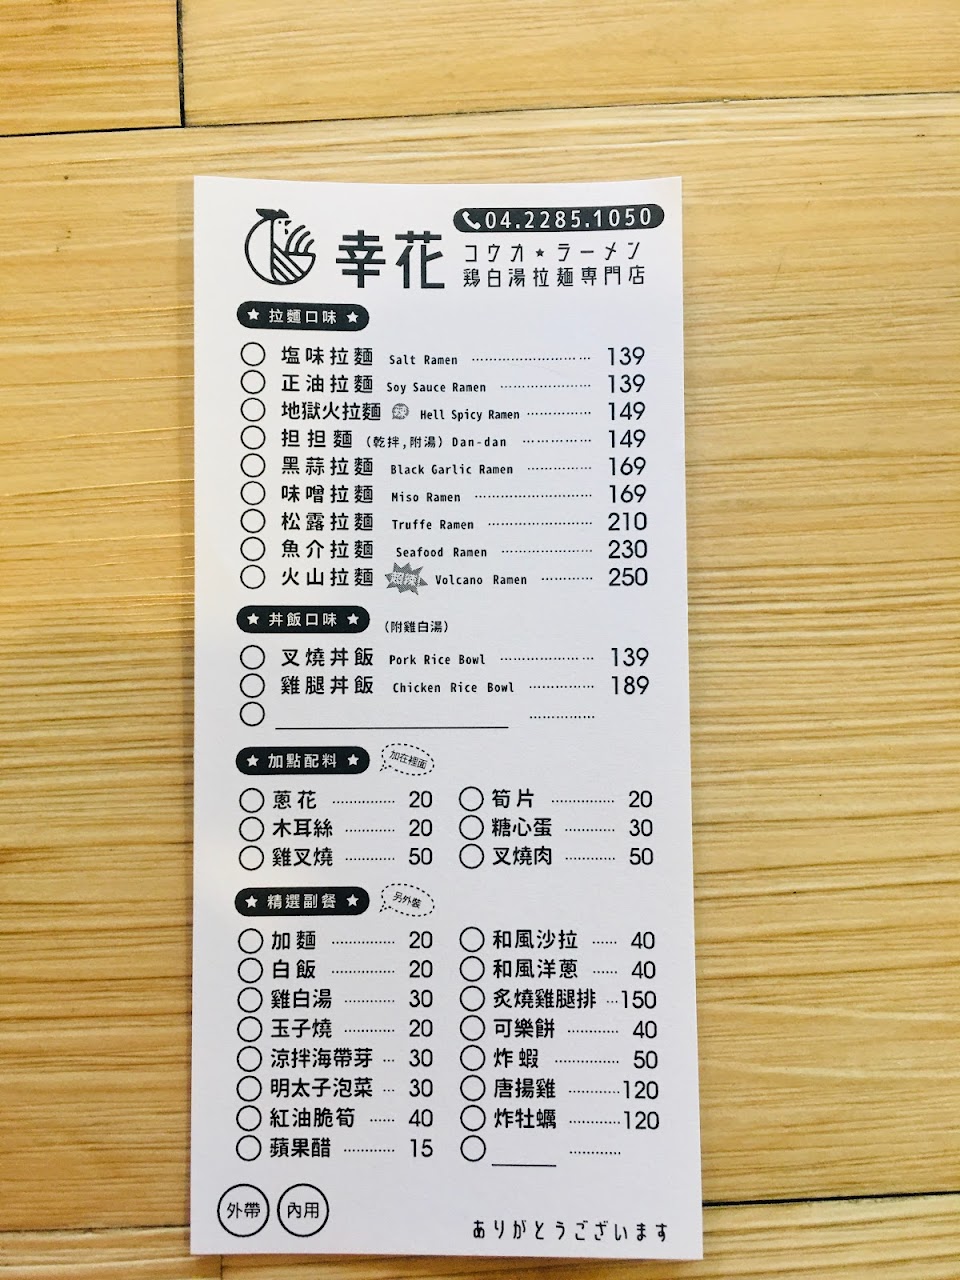 04.2285.1050
幸花
コウオ★ラーメン
鶏白湯拉麺専門店
★ 拉麵口味 ★
塩味拉麵 Salt Ramen 139
正油拉麵 Soy Sauce Ramen 139
地獄火拉麵 辣 Hell Spicy Ramen 149
担担麵 (乾拌,附湯) Dan-dan 149
黑蒜拉麵 Black Garlic Ramen 169
味噌拉麵 Miso Ramen 169
松露拉麵 Truffe Ramen 210
魚介拉麵 Seafood Ramen 230
火山拉麵 超辣! Volcano Ramen 250
★ 丼飯口味 ★ (附雞白湯)
叉燒丼飯 Pork Rice Bowl 139
雞腿丼飯 Chicken Rice Bowl 189
★ 加點配料 ★ 加在裡面
蔥花 20 筍片 20
木耳絲 20 糖心蛋 30
雞叉燒 50 叉燒肉 50
★ 精選副餐 ★ 另外裝
加麵 20 和風沙拉 40
白飯 20 和風洋蔥 40
雞白湯 30 炙燒雞腿排 150
玉子燒 20 可樂餅 40
涼拌海帶芽 30 炸蝦 50
明太子泡菜 30 唐揚雞 120
紅油脆筍 40 炸牡蠣 120
蘋果醋 15
外帶 內用
ありがとうございます